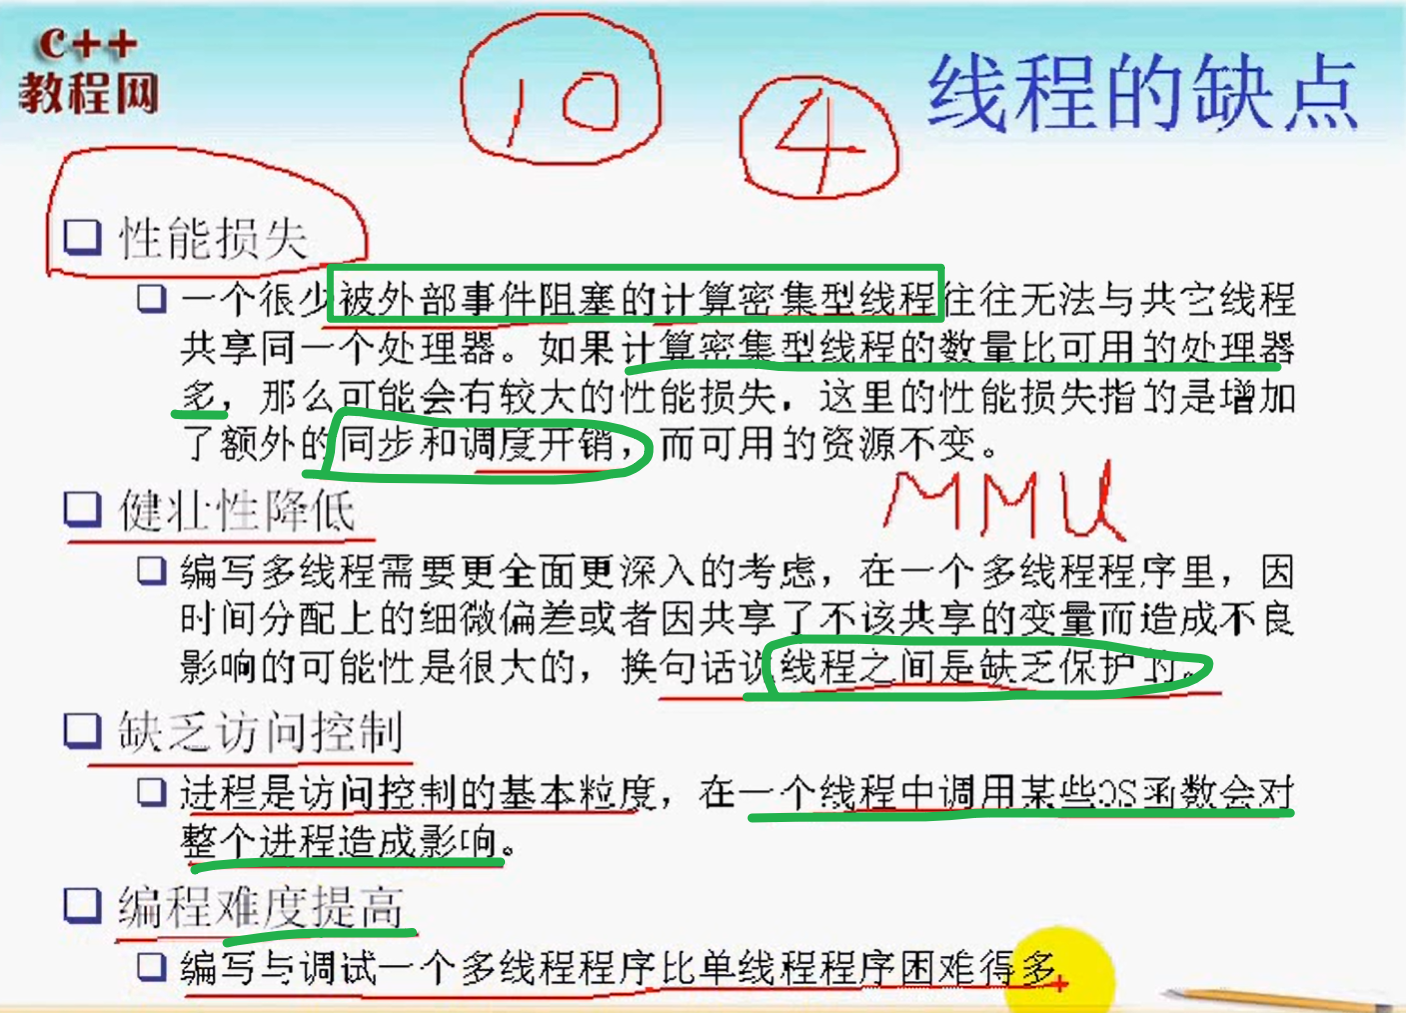 C++
教程网
10
4
线程的缺点
性能损失
一个很少被外部事件阻塞的计算密集型线程往往无法与共它线程
共享同一个处理器。如果计算密集型线程的数量比可用的处理器
多，那么可能会有较大的性能损失，这里的性能损失指的是增加
了额外的同步和调度开销，而可用的资源不变。
MMU
健壮性降低
编写多线程需要更全面更深入的考虑，在一个多线程程序里，因
时间分配上的细微偏差或者因共享了不该共享的变量而造成不良
影响的可能性是很大的，换句话说线程之间是缺乏保护的。
缺乏访问控制
进程是访问控制的基本粒度，在一个线程中调用某些OS函数会对
整个进程造成影响。
编程难度提高
编写与调试一个多线程程序比单线程程序困难得多